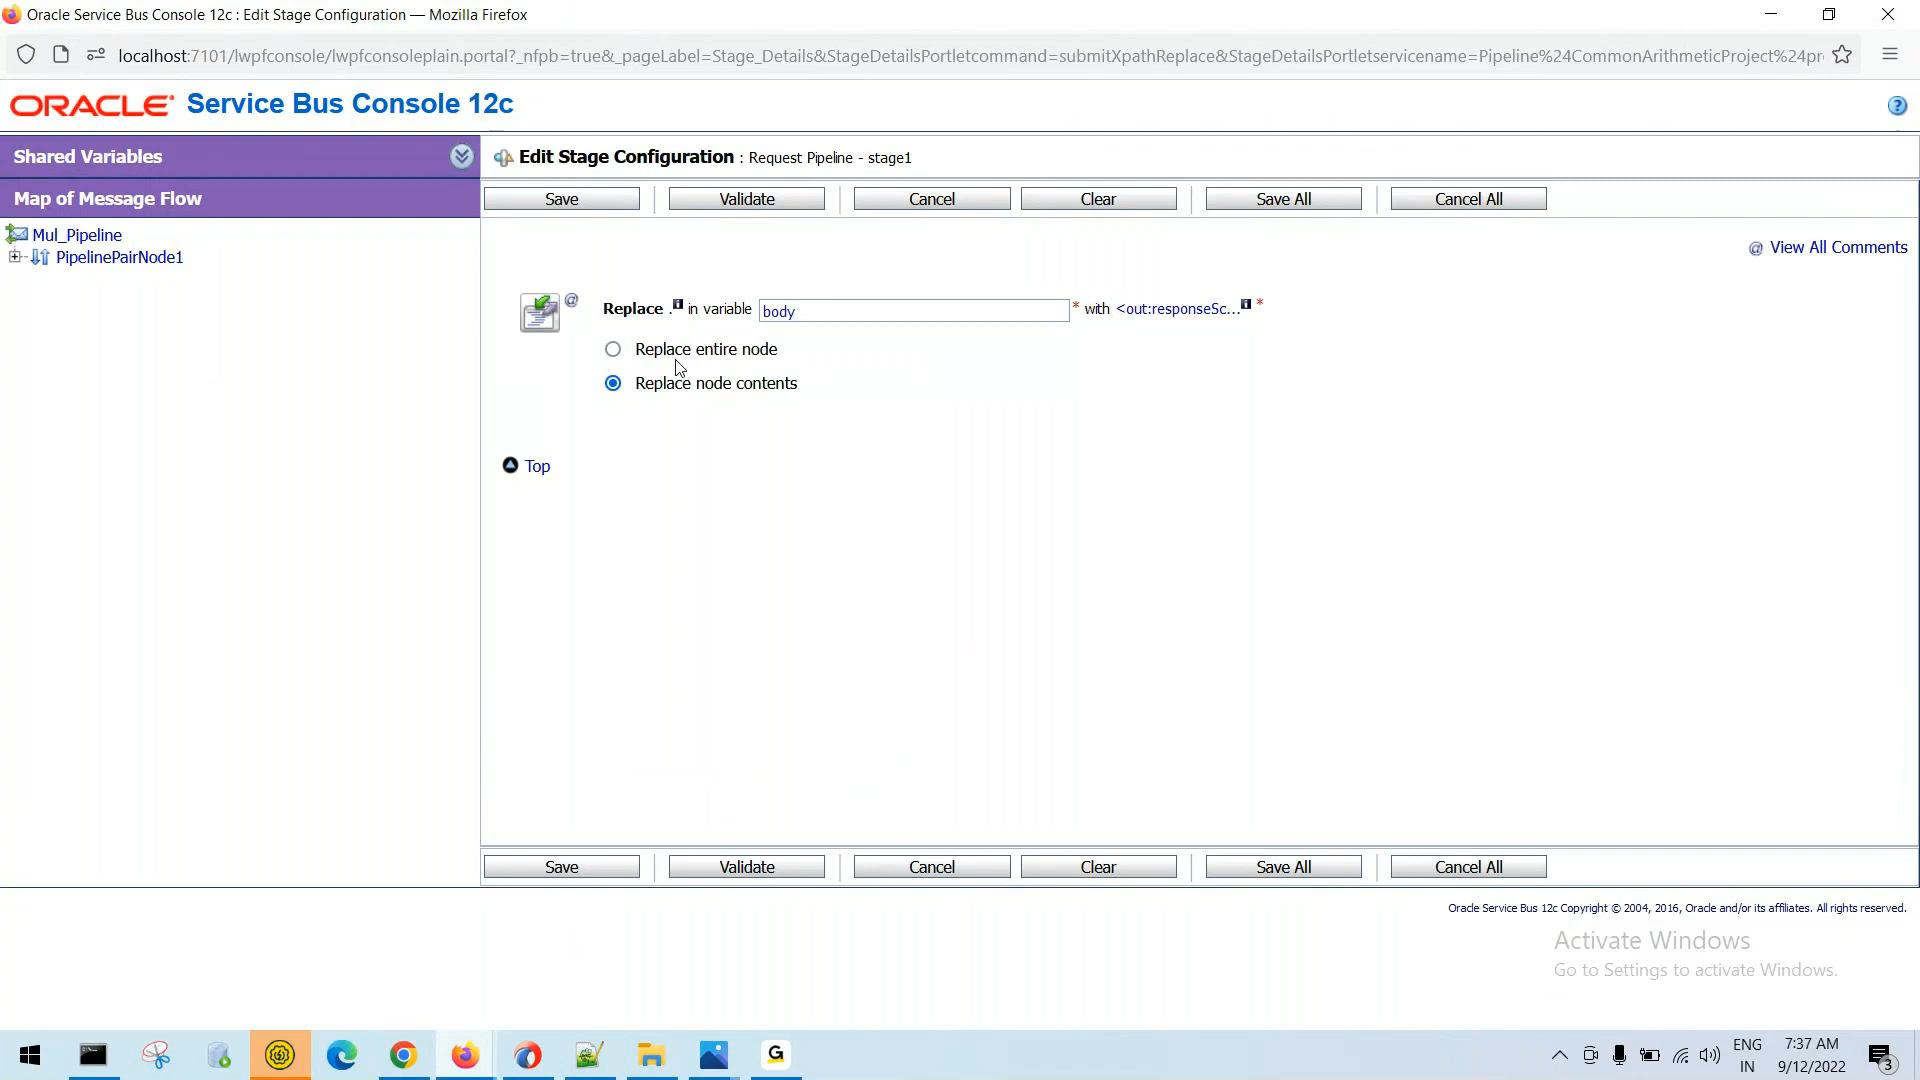 Oracle Service Bus Console 12c : Edit Stage Configuration — Mozilla Firefox
localhost:7101/lwpfconsole/lwpfconsoleplain.portal?_nfpb=true&_pageLabel=Stage_Details&StageDetailsPortletcommand=submitXpathReplace&StageDetailsPortletservicename=Pipeline%24CommonArithmeticProject%24pr
ORACLE Service Bus Console 12c
Shared Variables
Edit Stage Configuration : Request Pipeline - stage1
Map of Message Flow
Save Validate Cancel Clear Save All Cancel All
Mul_Pipeline
PipelinePairNode1
@ View All Comments
@ Replace . in variable body * with <out:responseSc... *
Replace entire node
Replace node contents
Top
Save Validate Cancel Clear Save All Cancel All
Oracle Service Bus 12c Copyright © 2004, 2016, Oracle and/or its affiliates. All rights reserved.
Activate Windows
Go to Settings to activate Windows.
ENG
IN
7:37 AM
9/12/2022
3